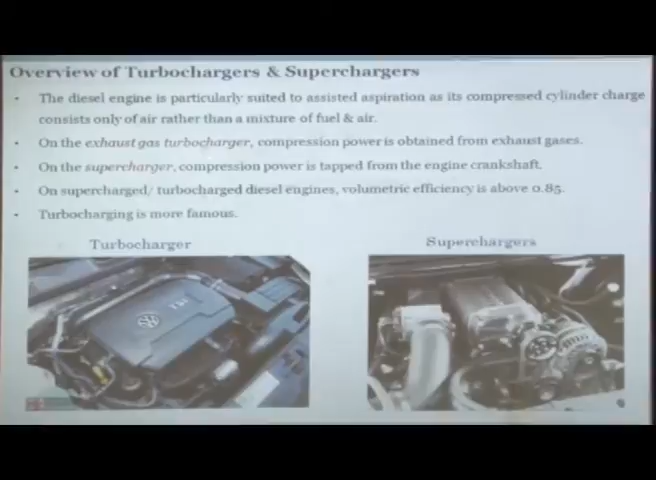 Overview of Turbochargers & Superchargers
• The diesel engine is particularly suited to assisted aspiration as its compressed cylinder charge
consists only of air rather than a mixture of fuel & air.
• On the exhaust gas turbocharger, compression power is obtained from exhaust gases.
• On the supercharger, compression power is tapped from the engine crankshaft.
• On supercharged/ turbocharged diesel engines, volumetric efficiency is above 0.85.
• Turbocharging is more famous.
Turbocharger
Superchargers
TSI